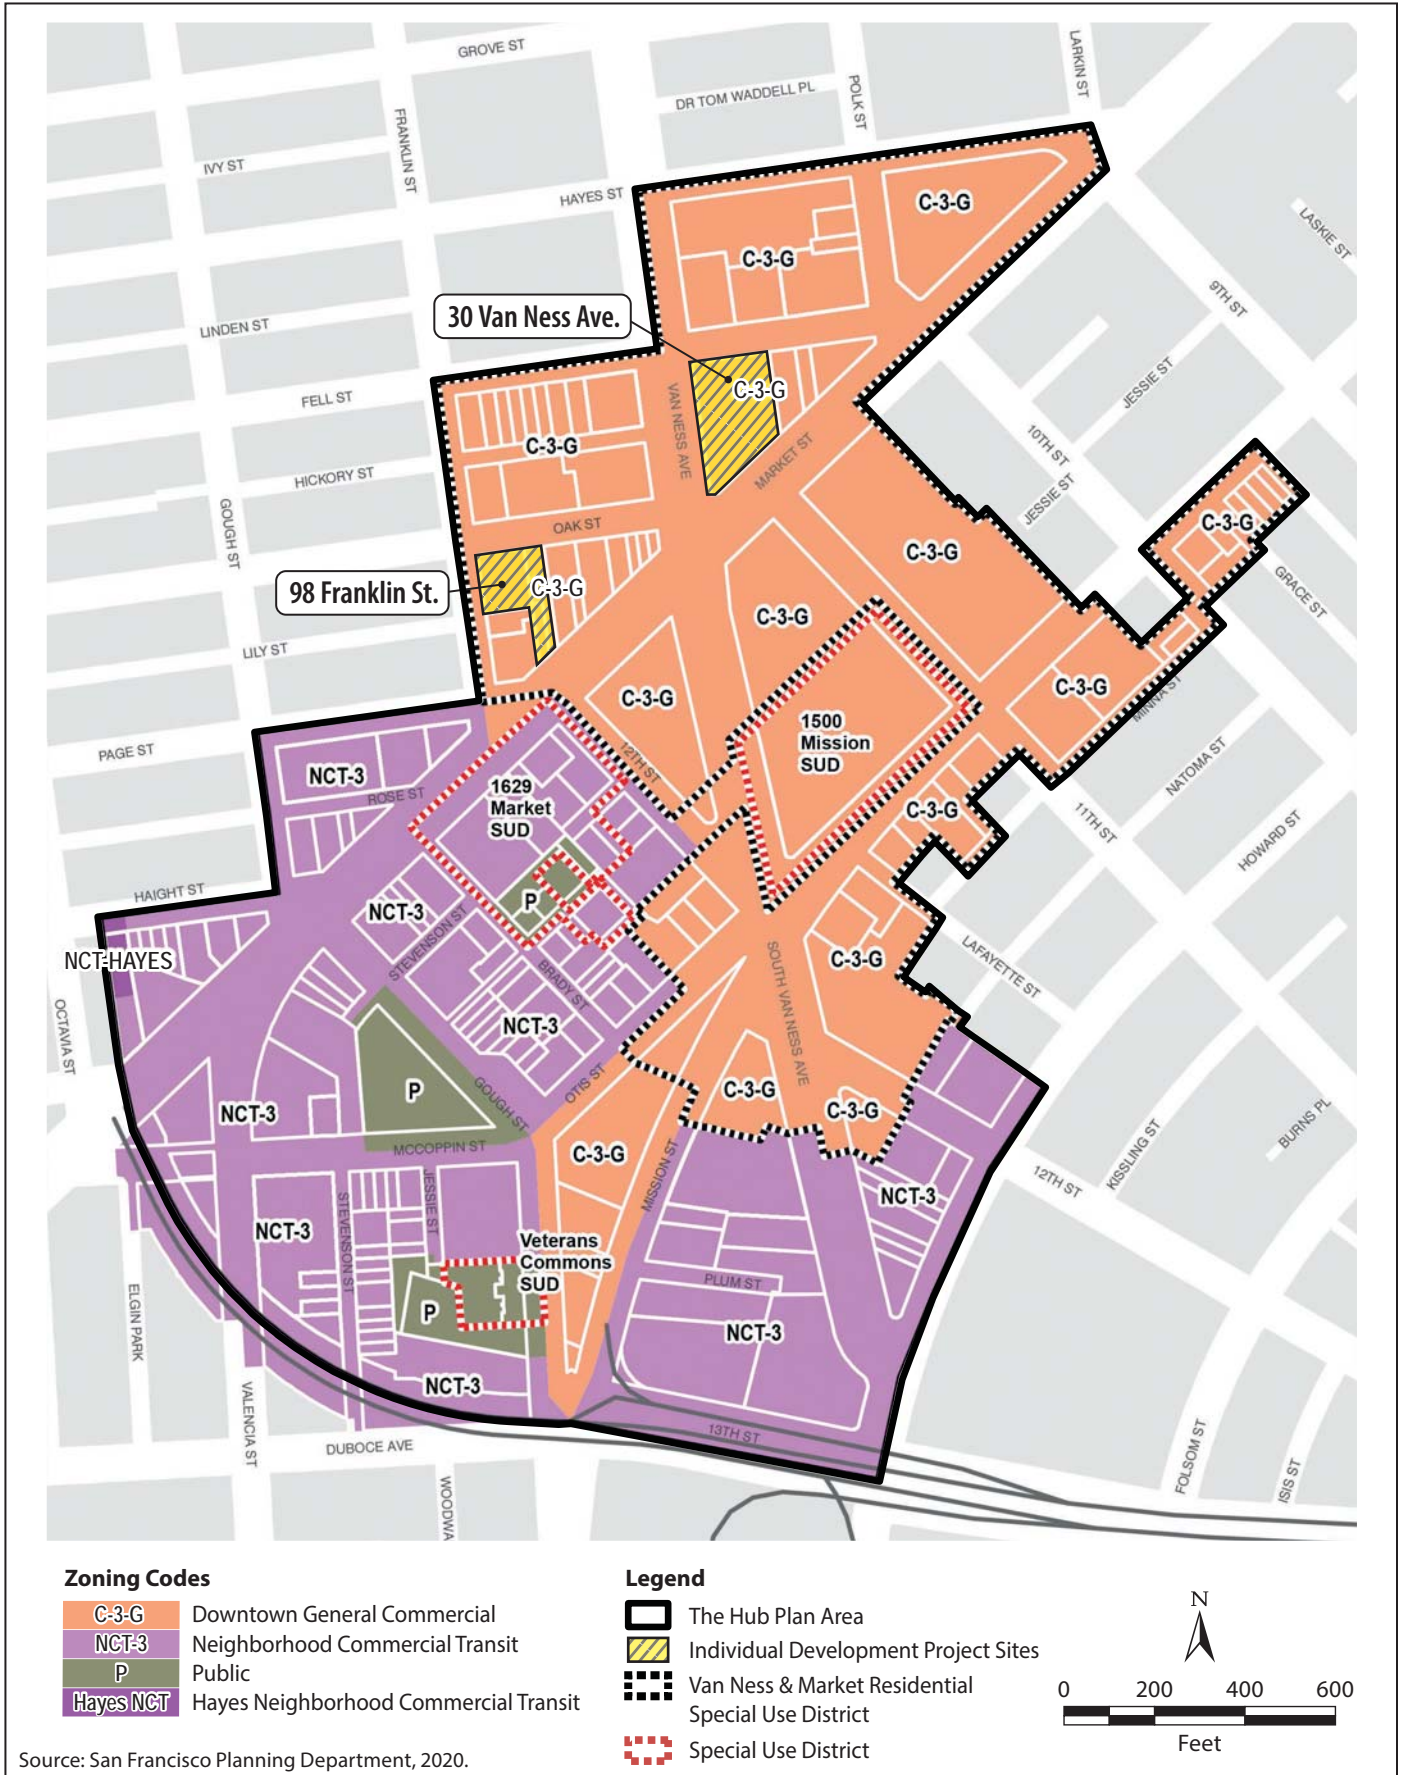 GROVE ST
DR TOM WADDELL PL
POLK ST
LARKIN ST
FRANKLIN ST
IVY ST
HAYES ST
C-3-G
C-3-G
LASKIE ST
9TH ST
LINDEN ST
30 Van Ness Ave.
C-3-G
VAN NESS AVE
JESSIE ST
FELL ST
C-3-G
MARKET ST
10TH ST
HICKORY ST
JESSIE ST
GOUGH ST
OAK ST
C-3-G
C-3-G
98 Franklin St.
C-3-G
GRACE ST
C-3-G
LILY ST
C-3-G
C-3-G
MINNA ST
PAGE ST
1500
Mission
SUD
12TH ST
NATOMA ST
NCT-3
ROSE ST
1629
Market
SUD
C-3-G
11TH ST
HOWARD ST
HAIGHT ST
P
NCT-3
STEVENSON ST
NCT-HAYES
C-3-G
LAFAYETTE ST
BRADY ST
SOUTH VAN NESS AVE
OCTAVIA ST
NCT-3
OTIS ST
GOUGH ST
P
C-3-G
C-3-G
NCT-3
MCCOPPIN ST
C-3-G
MISSION ST
KISSLING ST
BURNS PL
12TH ST
JESSIE ST
STEVENSON ST
NCT-3
NCT-3
Veterans
Commons
SUD
PLUM ST
P
ELGIN PARK
NCT-3
NCT-3
VALENCIA ST
13TH ST
DUBOCE AVE
WOODWA
FOLSOM ST
ISIS ST
Zoning Codes
C-3-G Downtown General Commercial
NCT-3 Neighborhood Commercial Transit
P Public
Hayes NCT Hayes Neighborhood Commercial Transit
Legend
The Hub Plan Area
Individual Development Project Sites
Van Ness & Market Residential
Special Use District
Special Use District
N
0 200 400 600
Feet
Source: San Francisco Planning Department, 2020.